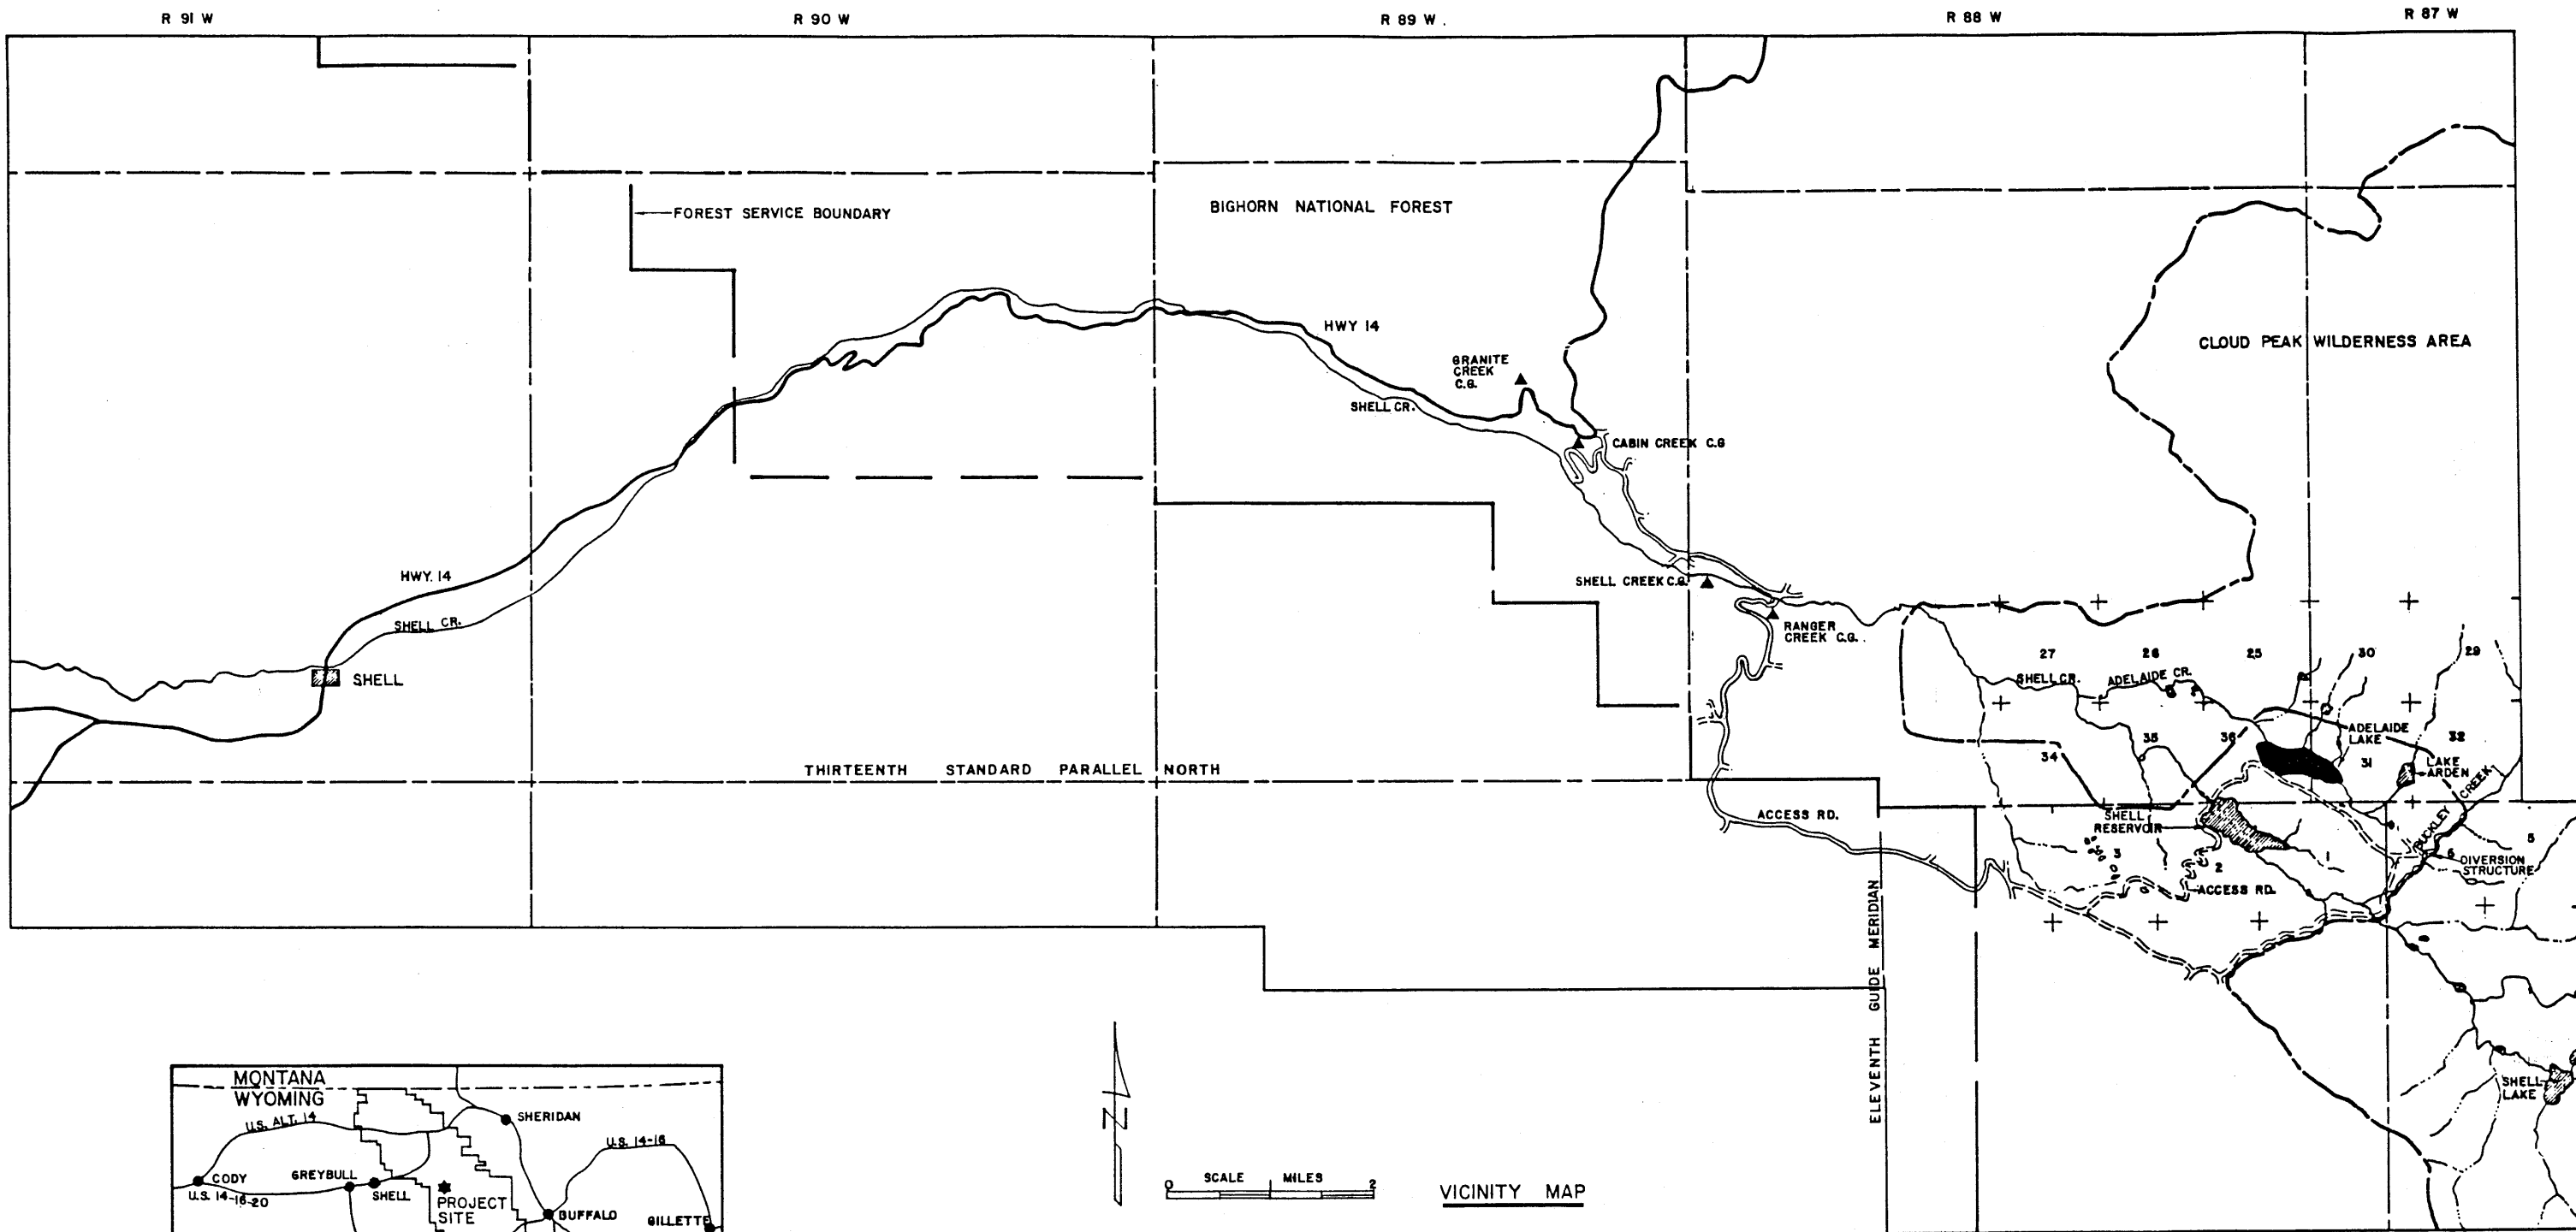 R 91 W
R 90 W
R 89 W.
R 88 W
R 87 W
FOREST SERVICE BOUNDARY
BIGHORN NATIONAL FOREST
HWY 14
GRANITE
CREEK
C.G.
SHELL CR.
CABIN CREEK C.G
CLOUD PEAK WILDERNESS AREA
HWY. 14
SHELL CR.
SHELL
SHELL CREEK C.G.
RANGER
CREEK C.G.
27
26
25
30
29
SHELL CR.
ADELAIDE CR.
34
35
36
ADELAIDE
LAKE
31
32
LAKE
ARDEN
BUCKLEY CREEK
THIRTEENTH STANDARD PARALLEL NORTH
ACCESS RD.
SHELL
RESERVOIR
3
2
1
6
5
DIVERSION
STRUCTURE
ACCESS RD.
ELEVENTH GUIDE MERIDIAN
SHELL
LAKE
MONTANA
WYOMING
U.S. ALT. 14
SHERIDAN
U.S. 14-16
CODY
U.S. 14-16-20
GREYBULL
SHELL
PROJECT
SITE
BUFFALO
GILLETTE
N
0 SCALE MILES 2
VICINITY MAP